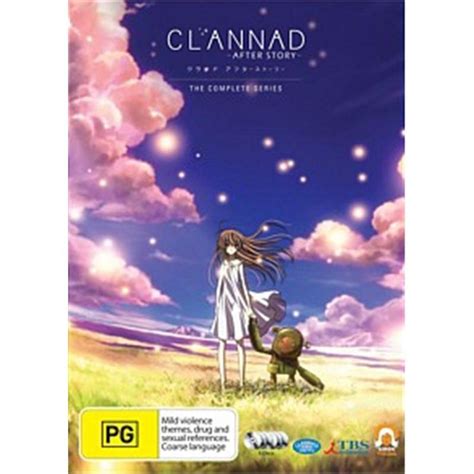 CLANNAD
-AFTER STORY-
クラナド アフターストーリー
THE COMPLETE SERIES
PG
Mild violence
themes, drug and
sexual references.
Coarse language
TBS